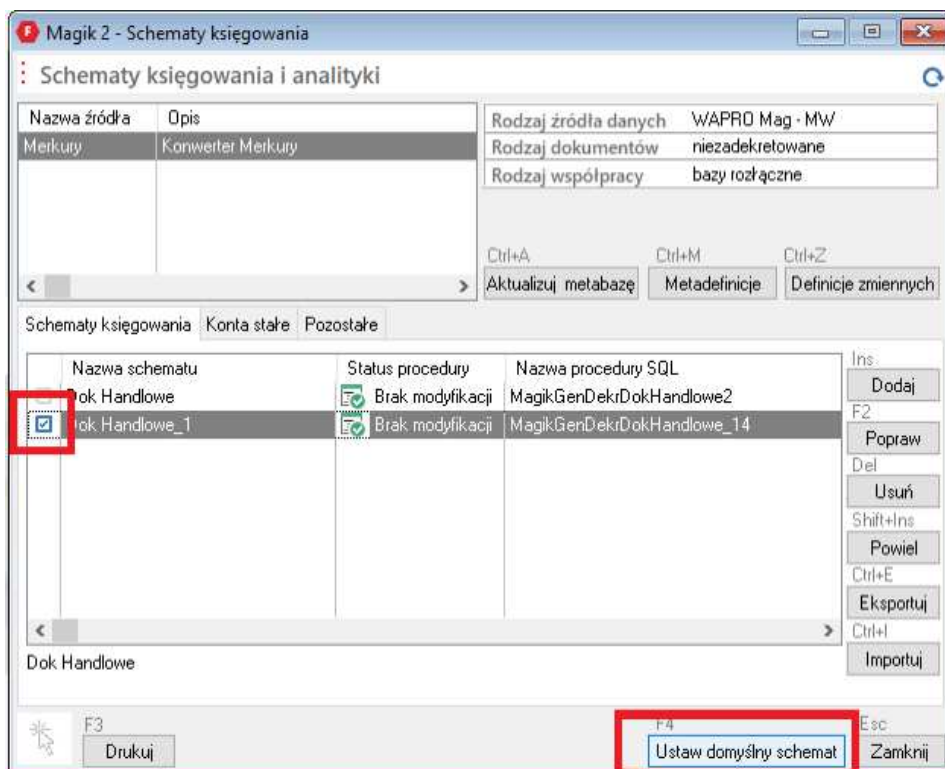 Magik 2 - Schematy księgowania
Schematy księgowania i analityki
Nazwa źródła Opis
Merkury Konwerter Merkury
Rodzaj źródła danych WAPRO Mag - MW
Rodzaj dokumentów niezadekretowane
Rodzaj współpracy bazy rozłączne
Ctrl+A Ctrl+M Ctrl+Z
Aktualizuj metabazę Metadefinicje Definicje zmiennych
Schematy księgowania Konta stałe Pozostałe
Nazwa schematu Status procedury Nazwa procedury SQL
Dok Handlowe Brak modyfikacji MagikGenDekrDokHandlowe2
Dok Handlowe_1 Brak modyfikacji MagikGenDekrDokHandlowe_14
Ins
Dodaj
F2
Popraw
Del
Usuń
Shift+Ins
Powiel
Ctrl+E
Eksportuj
Ctrl+I
Importuj
Dok Handlowe
F3 F4 Esc
Drukuj Ustaw domyślny schemat Zamknij